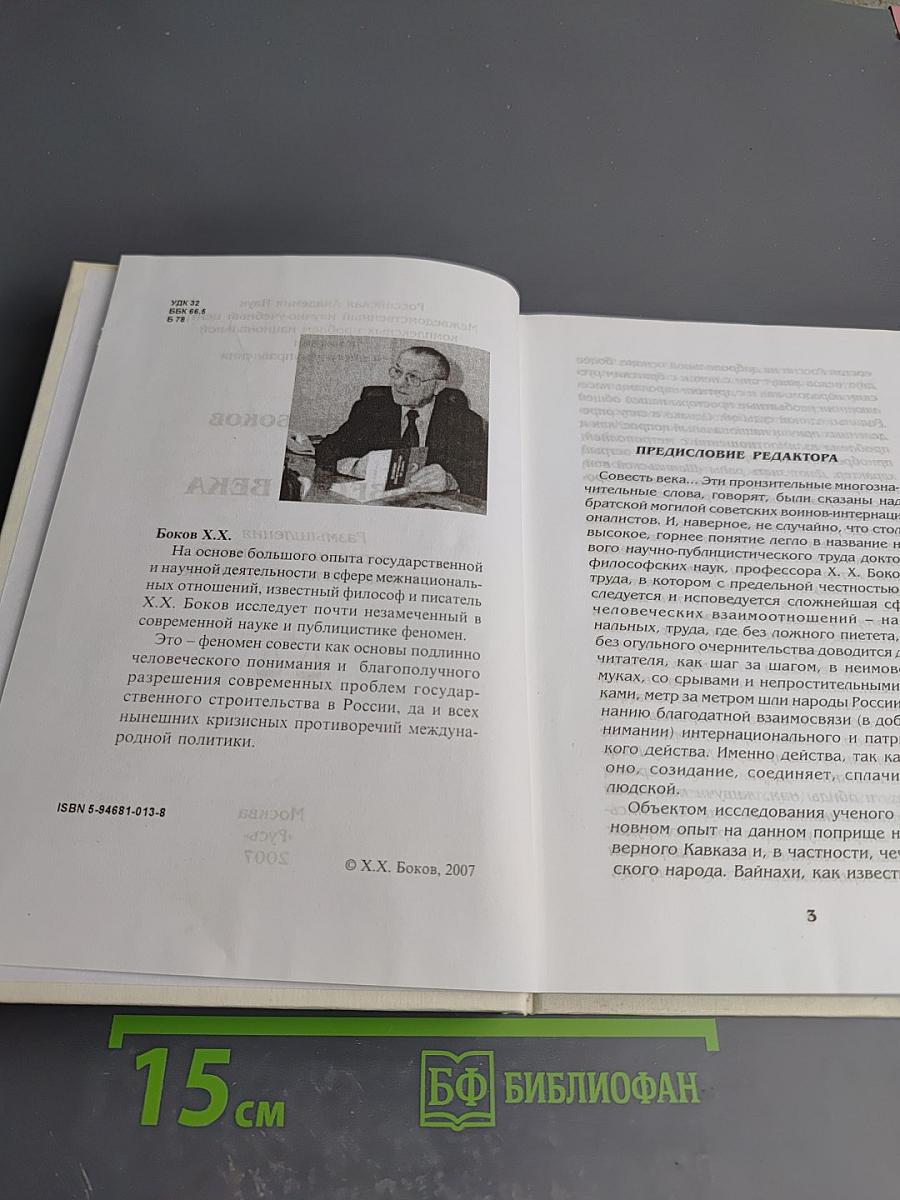 УДК 32
ББК 66.5
Б 78
Боков Х.Х.
На основе большого опыта государственной
и научной деятельности в сфере межнациональ-
ных отношений, известный философ и писатель
Х.Х. Боков исследует почти незамеченный в
современной науке и публицистике феномен.
Это – феномен совести как основы подлинно
человеческого понимания и благополучного
разрешения современных проблем государ-
ственного строительства в России, да и всех
нынешних кризисных противоречий междуна-
родной политики.
ISBN 5-94681-013-8
© Х.Х. Боков, 2007
ПРЕДИСЛОВИЕ РЕДАКТОРА
Совесть века... Эти пронзительные многозна-
чительные слова, говорят, были сказаны над
братской могилой советских воинов-интернаци
оналистов. И, наверное, не случайно, что стол
высокое, горнее понятие легло в название н
вого научно-публицистического труда докто
философских наук, профессора Х. Х. Боко
труда, в котором с предельной честностью
следуется и исповедуется сложнейшая сф
человеческих взаимоотношений – на
нальных, труда, где без ложного пиетета,
без огульного очернительства доводится д
читателя, как шаг за шагом, в неимове
муках, со срывами и непростительными
ками, метр за метром шли народы России
нанию благодатной взаимосвязи (в доб
нимании) интернационального и патри
кого действа. Именно действа, так ка
оно, созидание, соединяет, сплачи
людской.
Объектом исследования ученого
новном опыт на данном поприще н
верного Кавказа и, в частности, че
ского народа. Вайнахи, как извест
3
15 см
БФ БИБЛИОФАН